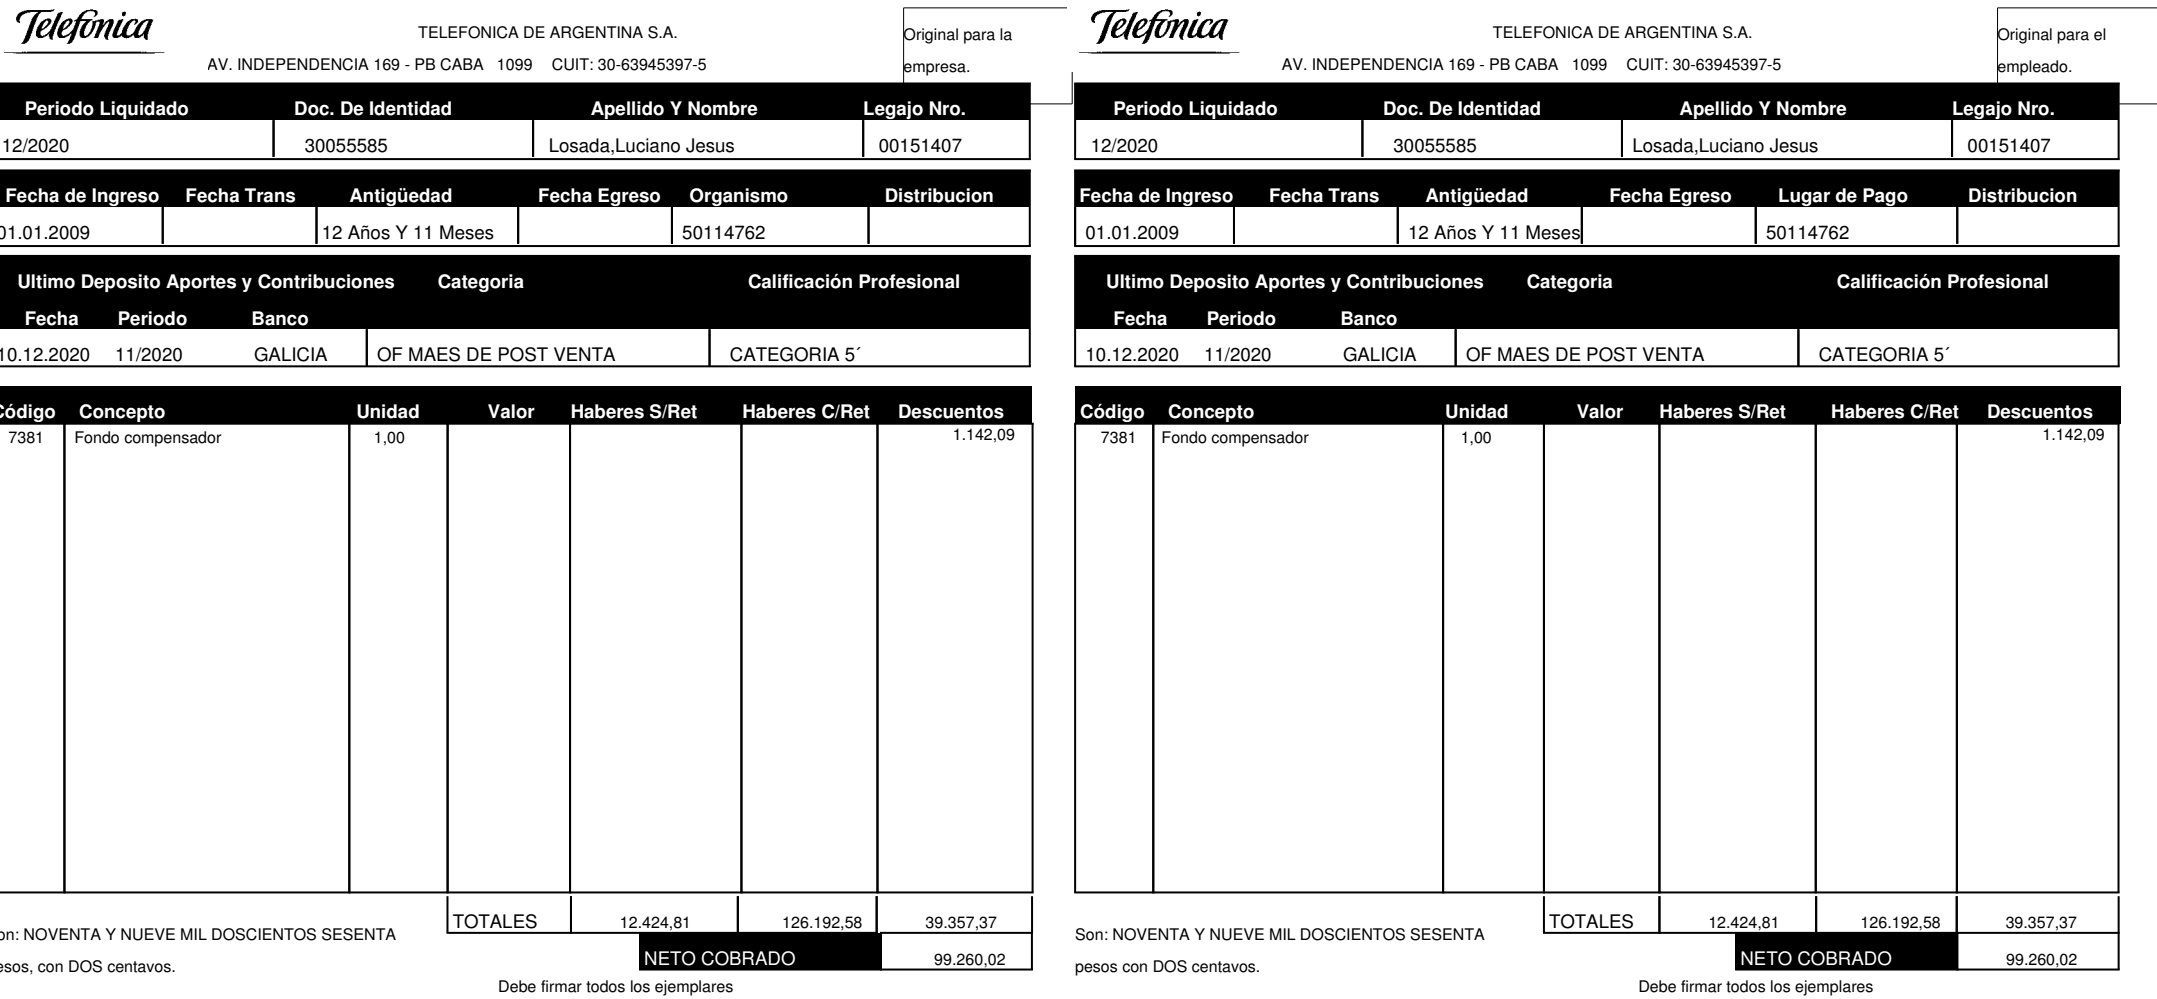 Telefónica
TELEFONICA DE ARGENTINA S.A.
Original para la
AV. INDEPENDENCIA 169 - PB CABA 1099 CUIT: 30-63945397-5
empresa.
Periodo Liquidado Doc. De Identidad Apellido Y Nombre Legajo Nro.
12/2020 30055585 Losada,Luciano Jesus 00151407
Fecha de Ingreso Fecha Trans Antigüedad Fecha Egreso Organismo Distribucion
01.01.2009 12 Años Y 11 Meses 50114762
Ultimo Deposito Aportes y Contribuciones Categoria Calificación Profesional
Fecha Periodo Banco
10.12.2020 11/2020 GALICIA OF MAES DE POST VENTA CATEGORIA 5´
Código Concepto Unidad Valor Haberes S/Ret Haberes C/Ret Descuentos
7381 Fondo compensador 1,00 1.142,09
TOTALES 12.424,81 126.192,58 39.357,37
on: NOVENTA Y NUEVE MIL DOSCIENTOS SESENTA
NETO COBRADO 99.260,02
esos, con DOS centavos.
Debe firmar todos los ejemplares
Telefónica
TELEFONICA DE ARGENTINA S.A.
Original para el
AV. INDEPENDENCIA 169 - PB CABA 1099 CUIT: 30-63945397-5
empleado.
Periodo Liquidado Doc. De Identidad Apellido Y Nombre Legajo Nro.
12/2020 30055585 Losada,Luciano Jesus 00151407
Fecha de Ingreso Fecha Trans Antigüedad Fecha Egreso Lugar de Pago Distribucion
01.01.2009 12 Años Y 11 Meses 50114762
Ultimo Deposito Aportes y Contribuciones Categoria Calificación Profesional
Fecha Periodo Banco
10.12.2020 11/2020 GALICIA OF MAES DE POST VENTA CATEGORIA 5´
Código Concepto Unidad Valor Haberes S/Ret Haberes C/Ret Descuentos
7381 Fondo compensador 1,00 1.142,09
TOTALES 12.424,81 126.192,58 39.357,37
Son: NOVENTA Y NUEVE MIL DOSCIENTOS SESENTA
NETO COBRADO 99.260,02
pesos con DOS centavos.
Debe firmar todos los ejemplares